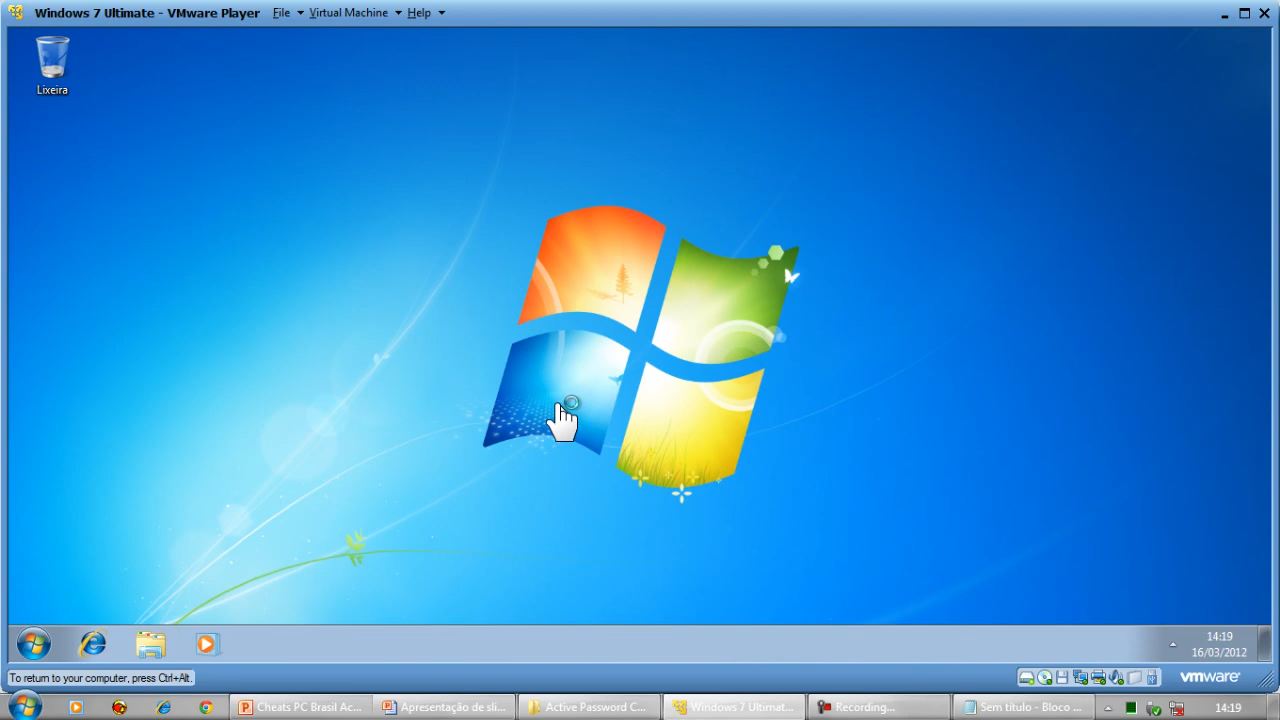 Windows 7 Ultimate - VMware Player File Virtual Machine Help
Lixeira
14:19
16/03/2012
To return to your computer, press Ctrl+Alt.
vmware
Cheats PC Brasil Ac... Apresentação de sli... Active Password C... Windows 7 Ultimat... Recording... Sem título - Bloco ... 14:19